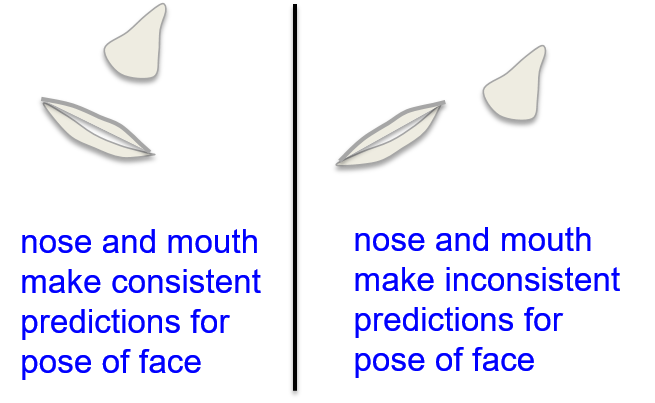 nose and mouth
make consistent
predictions for
pose of face
nose and mouth
make inconsistent
predictions for
pose of face